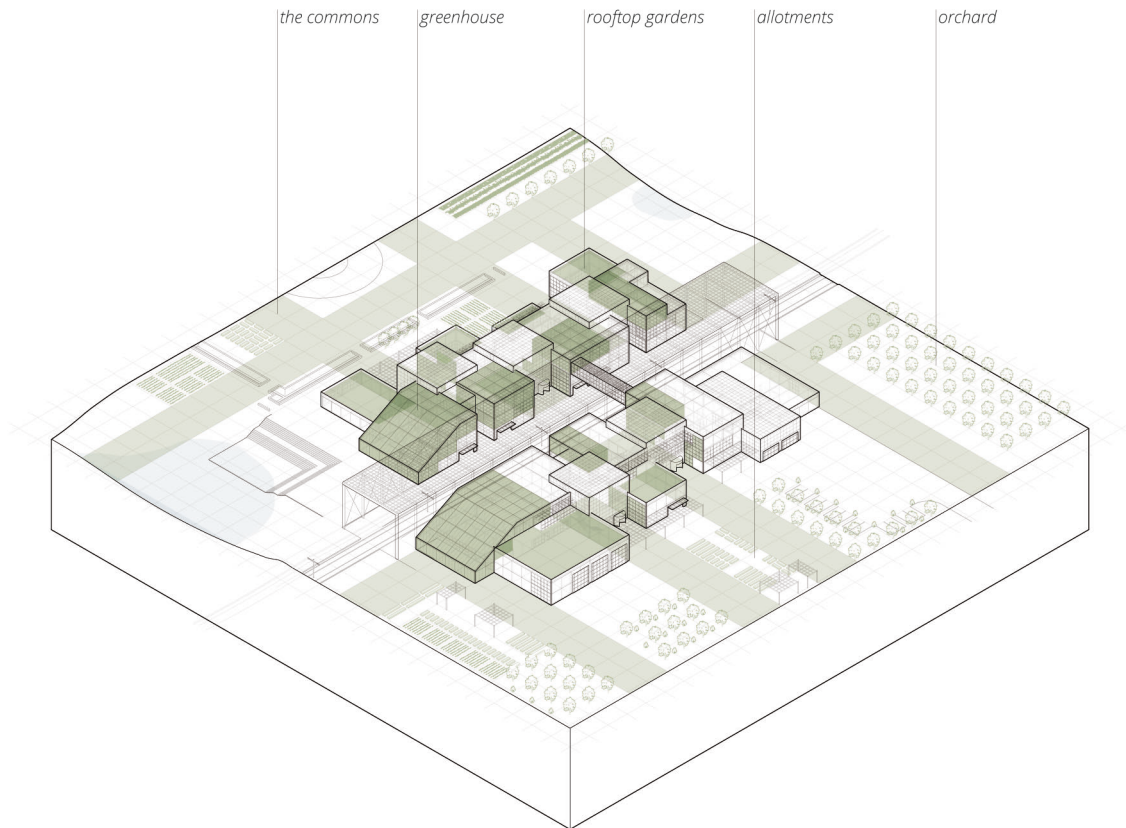 the commons
greenhouse
rooftop gardens
allotments
orchard